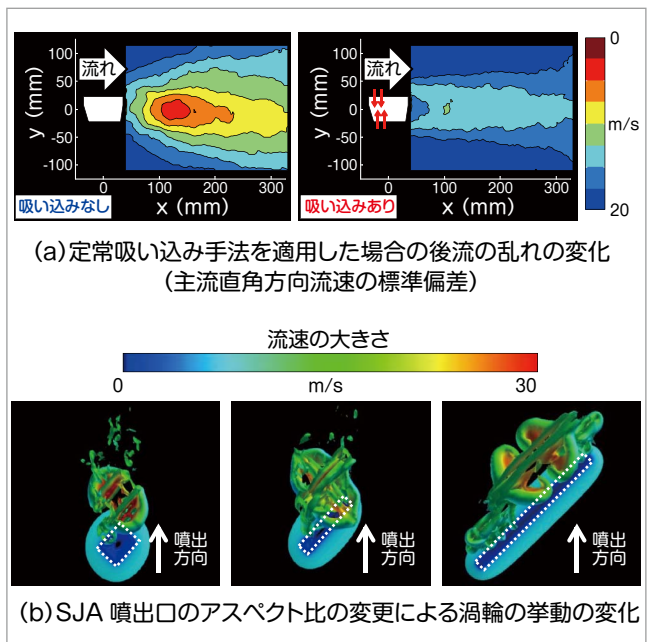 100
50
0
-50
-100
y (mm)
流れ
0
100
200
300
x (mm)
吸い込みなし
100
50
0
-50
-100
y (mm)
流れ
0
100
200
300
x (mm)
吸い込みあり
0
m/s
20
(a)定常吸い込み手法を適用した場合の後流の乱れの変化
(主流直角方向流速の標準偏差)
流速の大きさ
0
m/s
30
噴出
方向
噴出
方向
噴出
方向
(b)SJA 噴出口のアスペクト比の変更による渦輪の挙動の変化